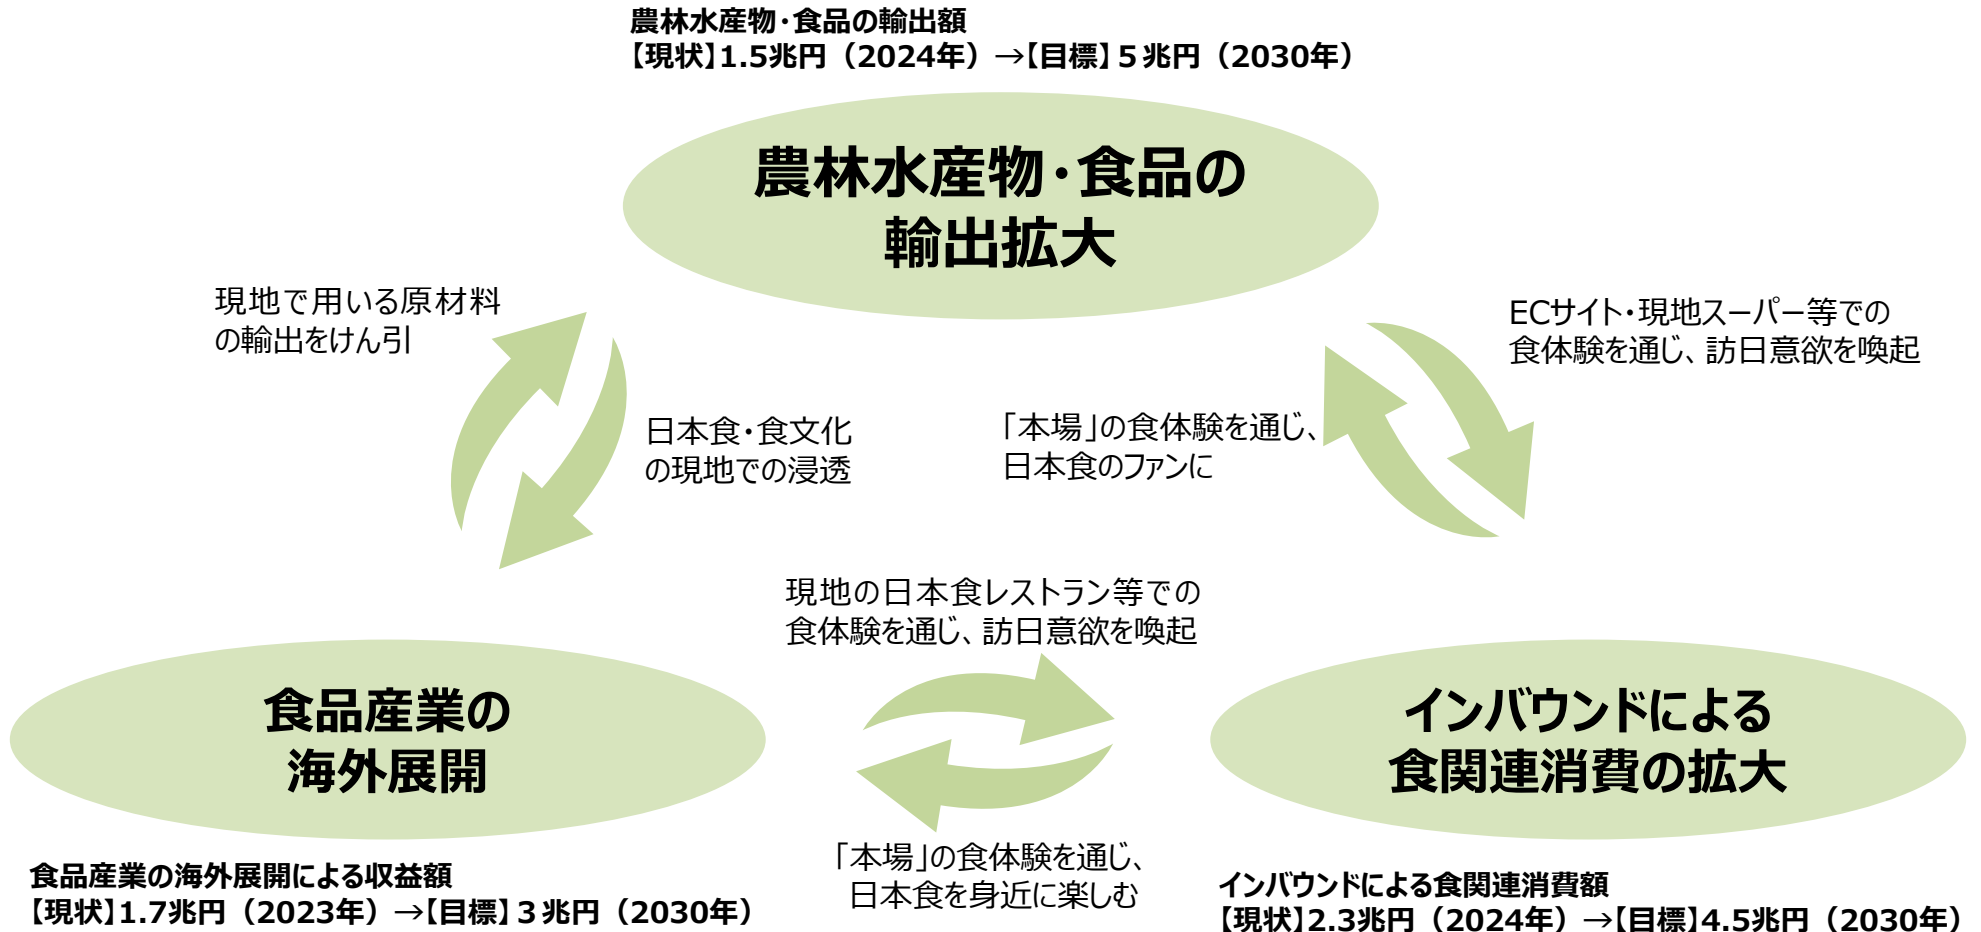 農林水産物・食品の輸出額
【現状】1.5兆円（2024年）→【目標】５兆円（2030年）
農林水産物・食品の
輸出拡大
現地で用いる原材料
の輸出をけん引
ECサイト・現地スーパー等での
食体験を通じ、訪日意欲を喚起
日本食・食文化
の現地での浸透
「本場」の食体験を通じ、
日本食のファンに
現地の日本食レストラン等での
食体験を通じ、訪日意欲を喚起
食品産業の
海外展開
インバウンドによる
食関連消費の拡大
「本場」の食体験を通じ、
日本食を身近に楽しむ
食品産業の海外展開による収益額
【現状】1.7兆円（2023年）→【目標】３兆円（2030年）
インバウンドによる食関連消費額
【現状】2.3兆円（2024年）→【目標】4.5兆円（2030年）